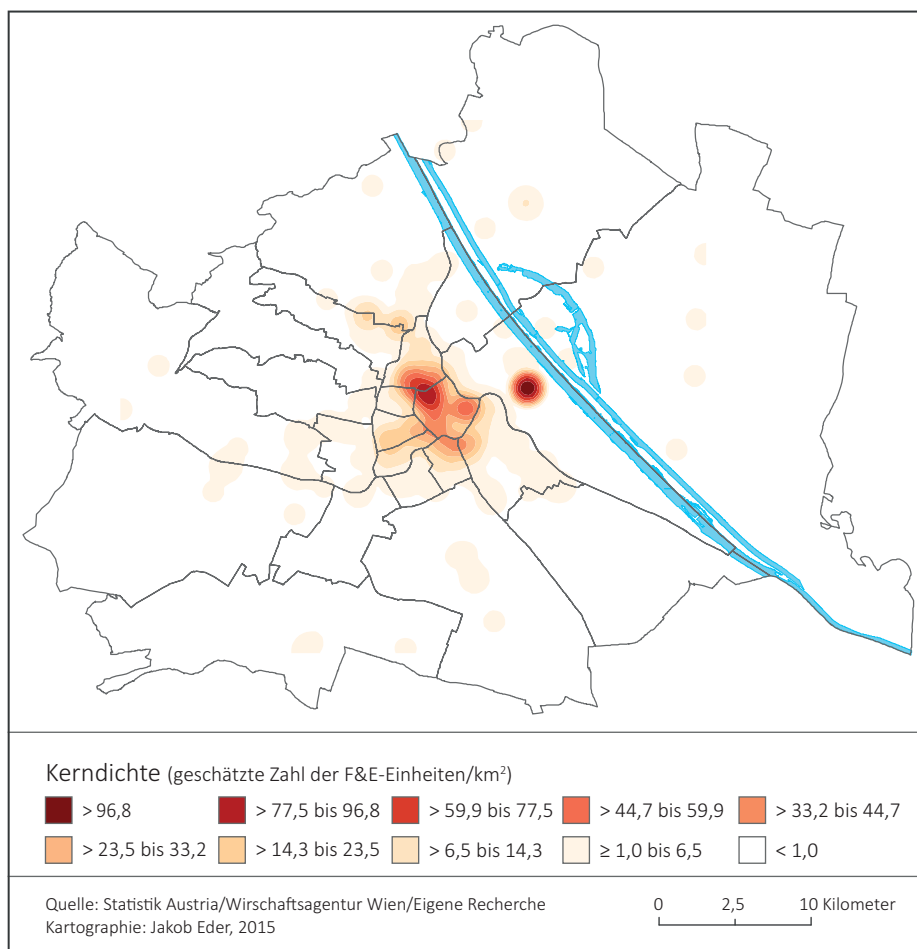 Kerndichte (geschätzte Zahl der F&E-Einheiten/km²)
> 96,8 > 77,5 bis 96,8 > 59,9 bis 77,5 > 44,7 bis 59,9 > 33,2 bis 44,7
> 23,5 bis 33,2 > 14,3 bis 23,5 > 6,5 bis 14,3 ≥ 1,0 bis 6,5 < 1,0
Quelle: Statistik Austria/Wirschaftsagentur Wien/Eigene Recherche
Kartographie: Jakob Eder, 2015
0 2,5 10 Kilometer